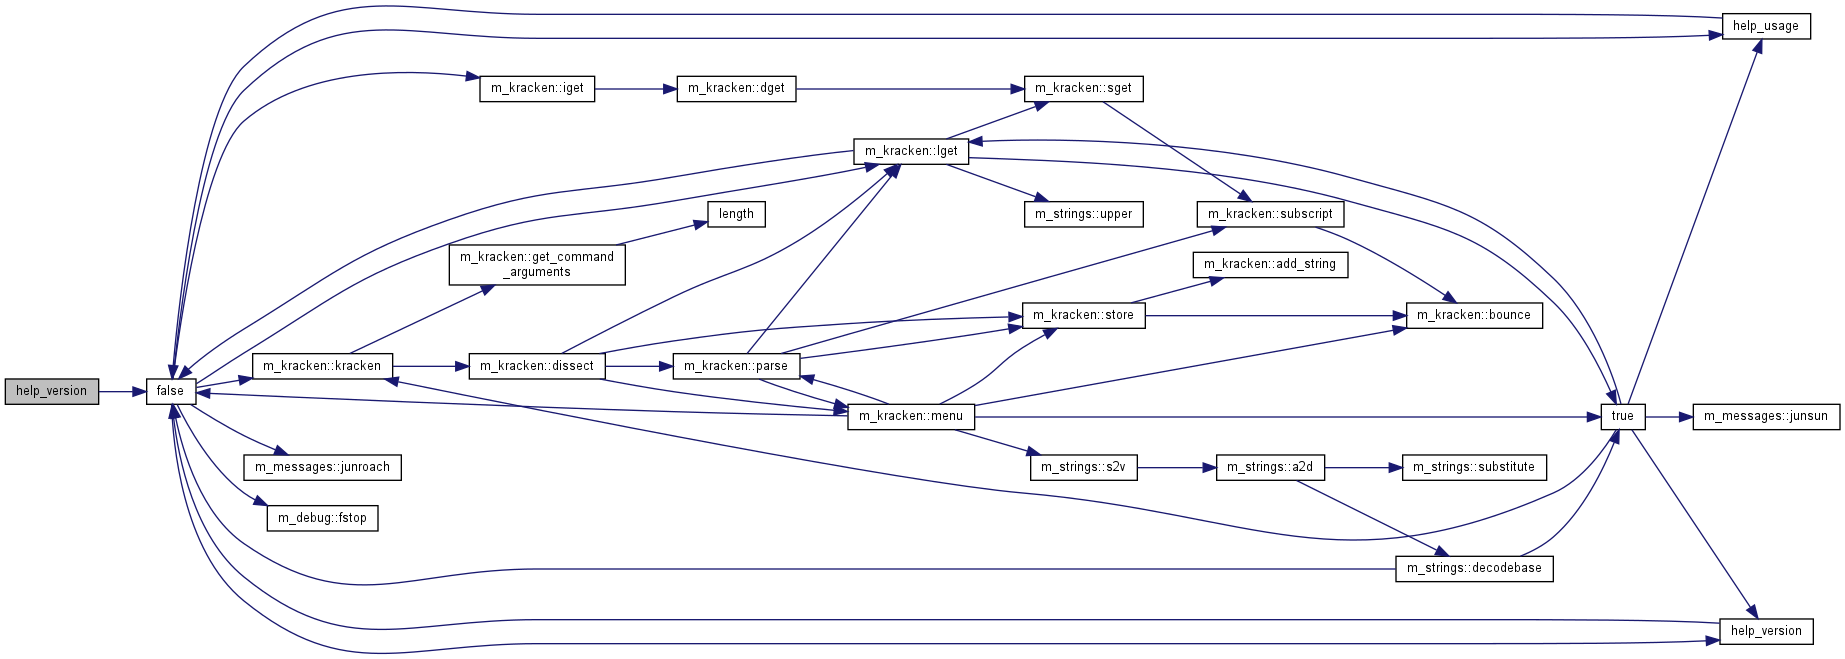 help_usage
m_kracken::iget
m_kracken::dget
m_kracken::sget
m_kracken::lget
length
m_strings::upper
m_kracken::subscript
m_kracken::get_command
_arguments
m_kracken::add_string
m_kracken::store
m_kracken::bounce
m_kracken::kracken
m_kracken::dissect
m_kracken::parse
help_version
false
m_kracken::menu
true
m_messages::junsun
m_messages::junroach
m_strings::s2v
m_strings::a2d
m_strings::substitute
m_debug::fstop
m_strings::decodebase
help_version